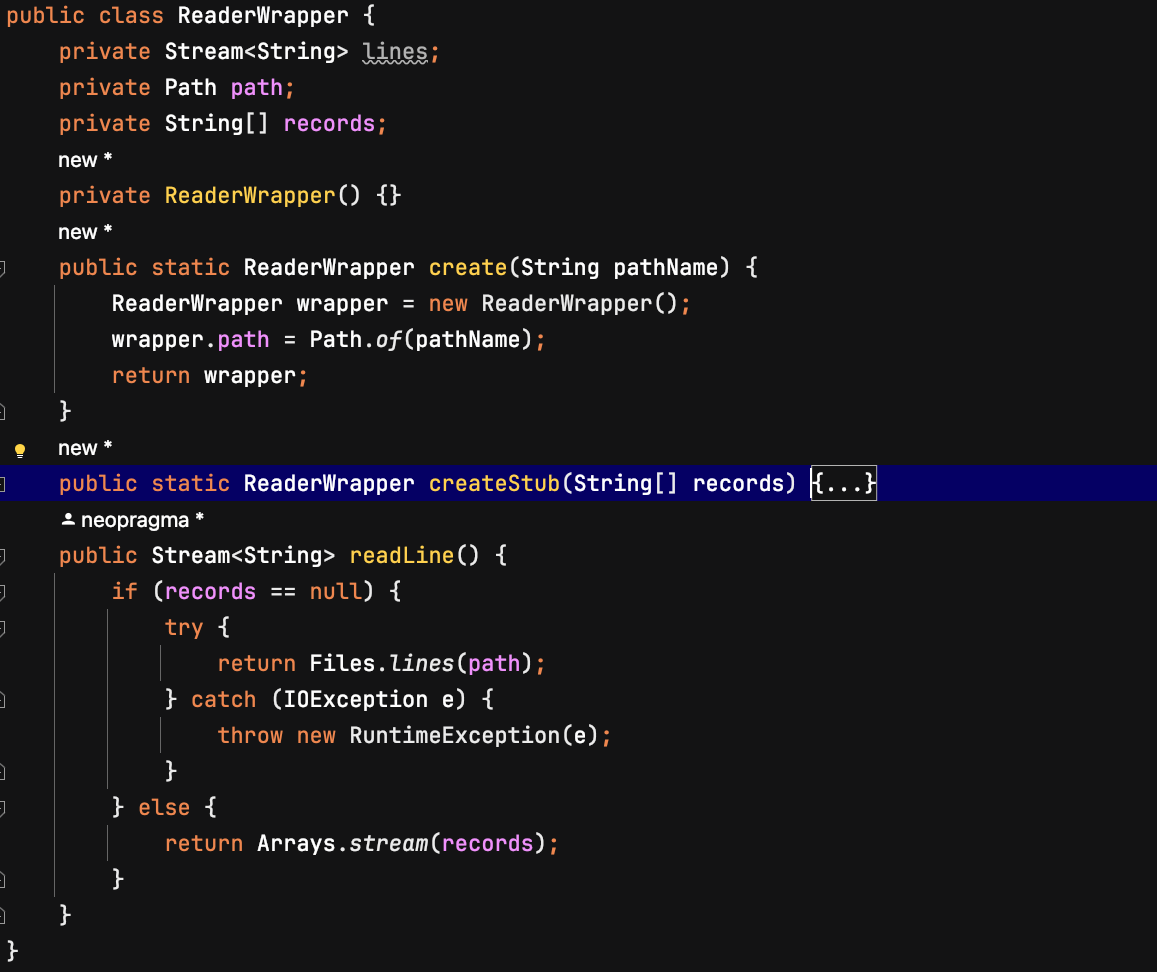 public class ReaderWrapper {
    private Stream<String> lines;
    private Path path;
    private String[] records;
    new *
    private ReaderWrapper() {}
    new *
    public static ReaderWrapper create(String pathName) {
        ReaderWrapper wrapper = new ReaderWrapper();
        wrapper.path = Path.of(pathName);
        return wrapper;
    }
    new *
    public static ReaderWrapper createStub(String[] records) {...}
    neopragma *
    public Stream<String> readLine() {
        if (records == null) {
            try {
                return Files.lines(path);
            } catch (IOException e) {
                throw new RuntimeException(e);
            }
        } else {
            return Arrays.stream(records);
        }
    }
}